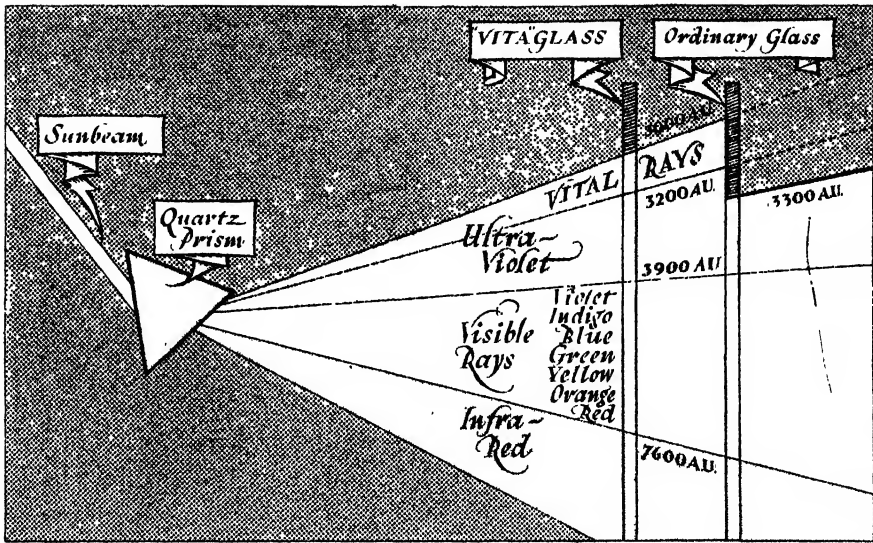 "VITA" GLASS
Ordinary Glass
Sunbeam
Quartz
Prism
3000 AU.
VITAL RAYS
3200 AU.
3300 AU.
Ultra-
Violet
3900 AU
Visible
Rays
Violet
Indigo
Blue
Green
Yellow
Orange
Red
Infra-
Red
7600 A.U.